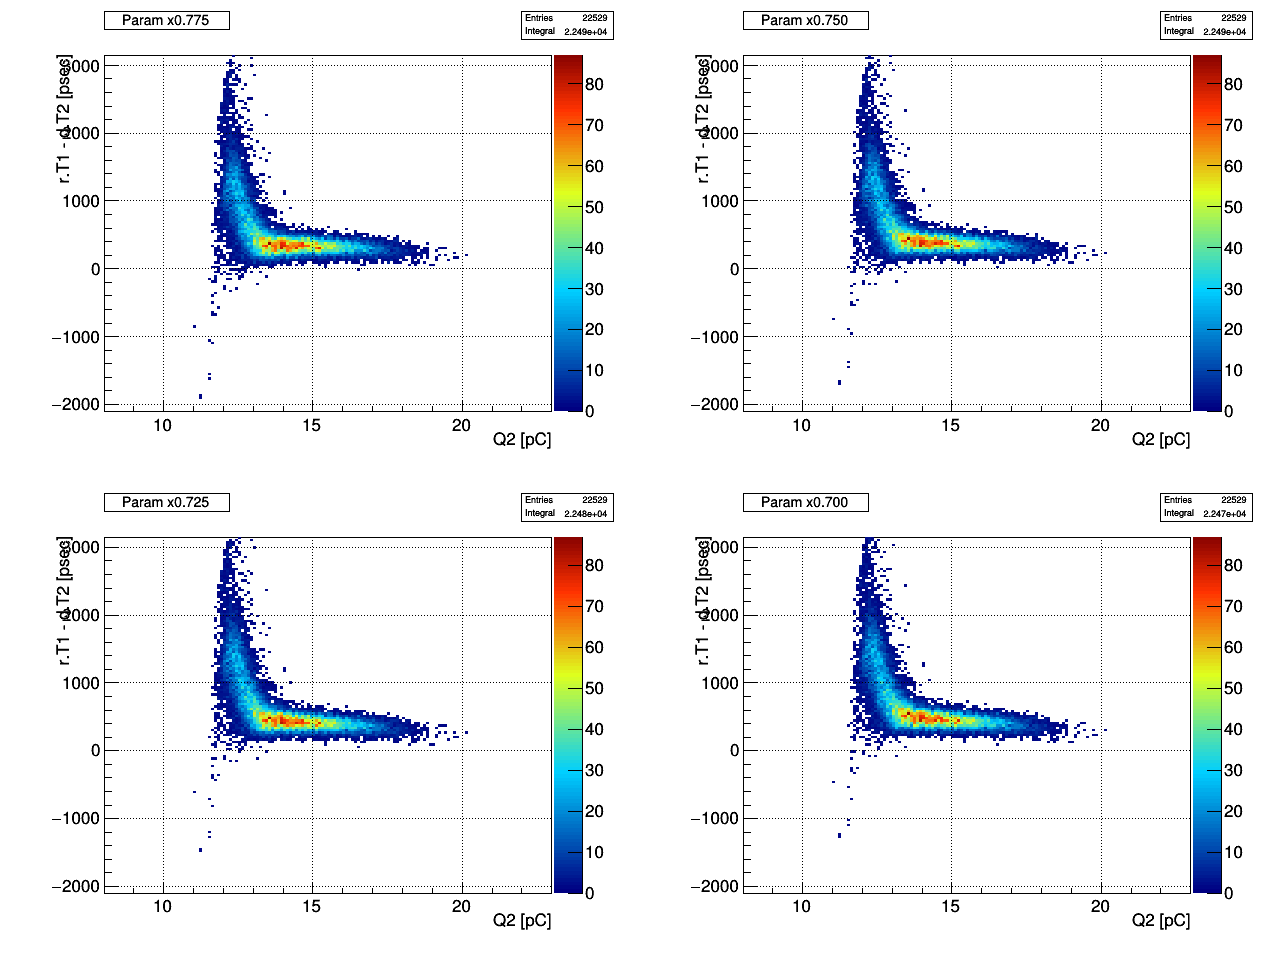 Param x0.775
Entries 22529
Integral 2.249e+04
r.T1 - d.T2 [psec]
3000
2000
1000
0
−1000
−2000
10 15 20
Q2 [pC]
80
70
60
50
40
30
20
10
0
Param x0.750
Entries 22529
Integral 2.249e+04
r.T1 - d.T2 [psec]
3000
2000
1000
0
−1000
−2000
10 15 20
Q2 [pC]
80
70
60
50
40
30
20
10
0
Param x0.725
Entries 22529
Integral 2.248e+04
r.T1 - d.T2 [psec]
3000
2000
1000
0
−1000
−2000
10 15 20
Q2 [pC]
80
70
60
50
40
30
20
10
0
Param x0.700
Entries 22529
Integral 2.247e+04
r.T1 - d.T2 [psec]
3000
2000
1000
0
−1000
−2000
10 15 20
Q2 [pC]
80
70
60
50
40
30
20
10
0